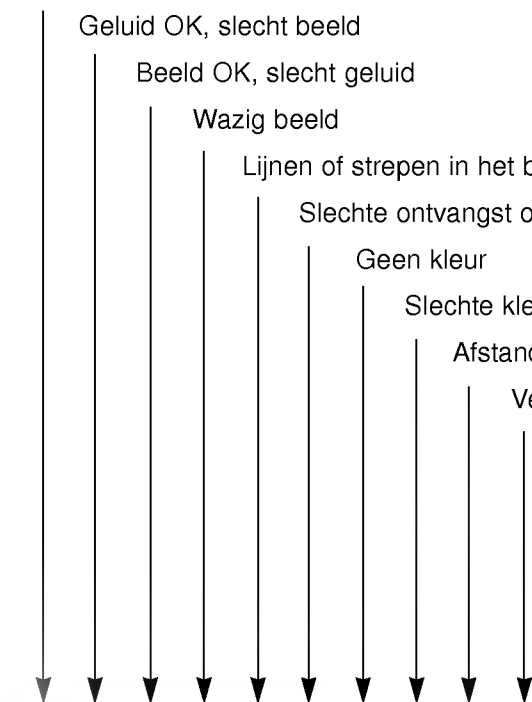 Geluid OK, slecht beeld
Beeld OK, slecht geluid
Wazig beeld
Lijnen of strepen in het
Slechte ontvangst
Geen kleur
Slechte